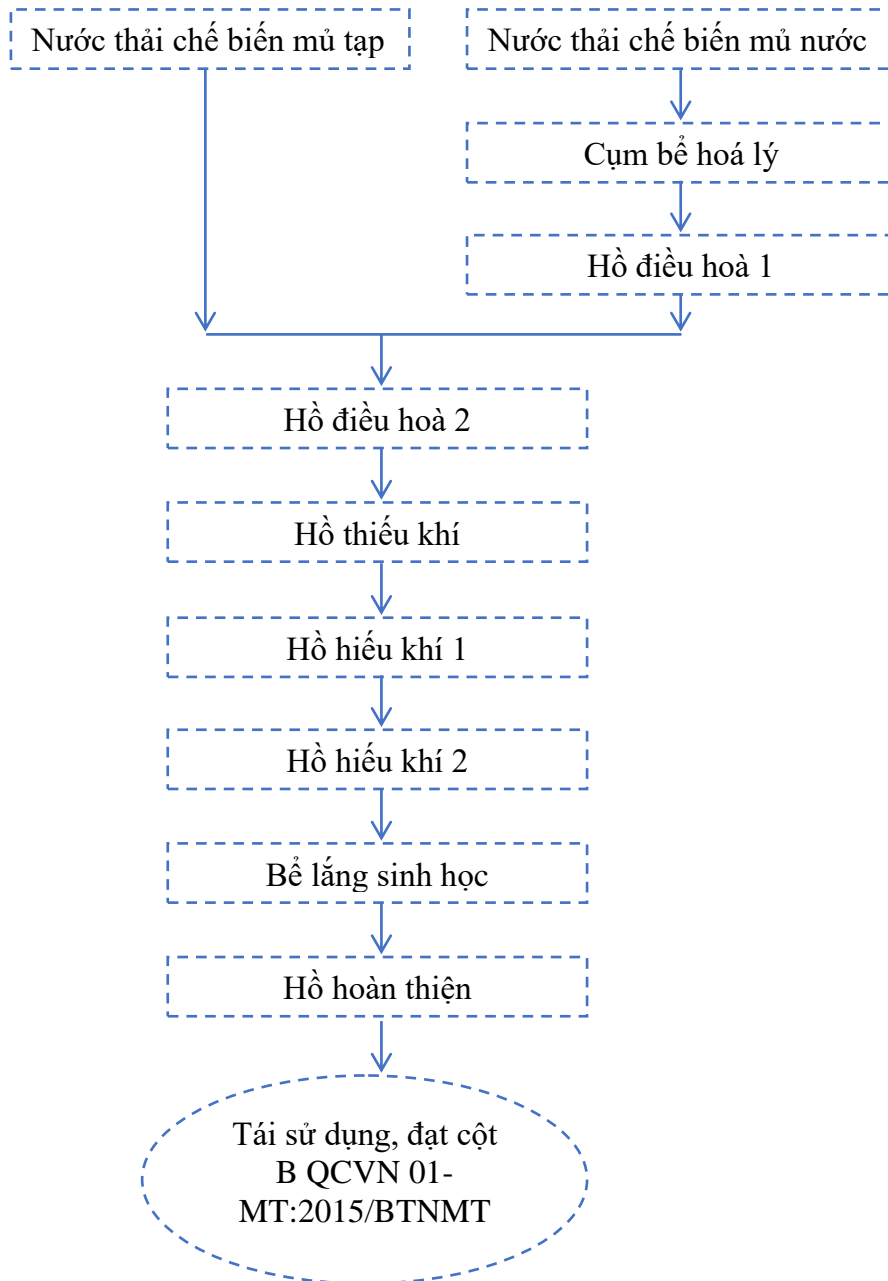 Nước thải chế biến mủ tạp
Nước thải chế biến mủ nước
Cụm bể hoá lý
Hồ điều hoà 1
Hồ điều hoà 2
Hồ thiếu khí
Hồ hiếu khí 1
Hồ hiếu khí 2
Bể lắng sinh học
Hồ hoàn thiện
Tái sử dụng, đạt cột
B QCVN 01-
MT:2015/BTNMT